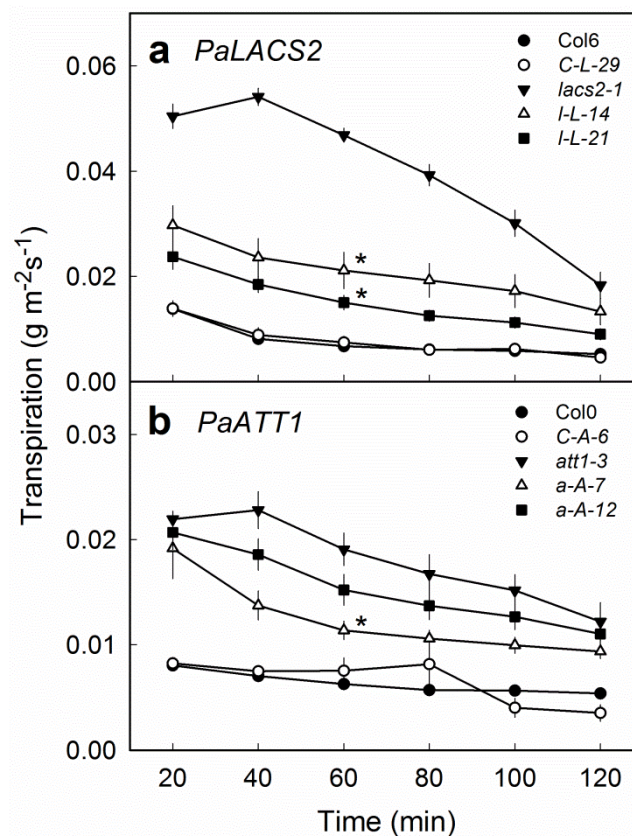 a PaLACS2
Col6
C-L-29
lacs2-1
l-L-14
l-L-21
0.06
0.04
0.02
0.00
*
*
Transpiration (g m⁻²s⁻¹)
b PaATT1
Col0
C-A-6
att1-3
a-A-7
a-A-12
0.03
0.02
0.01
0.00
*
20 40 60 80 100 120
Time (min)